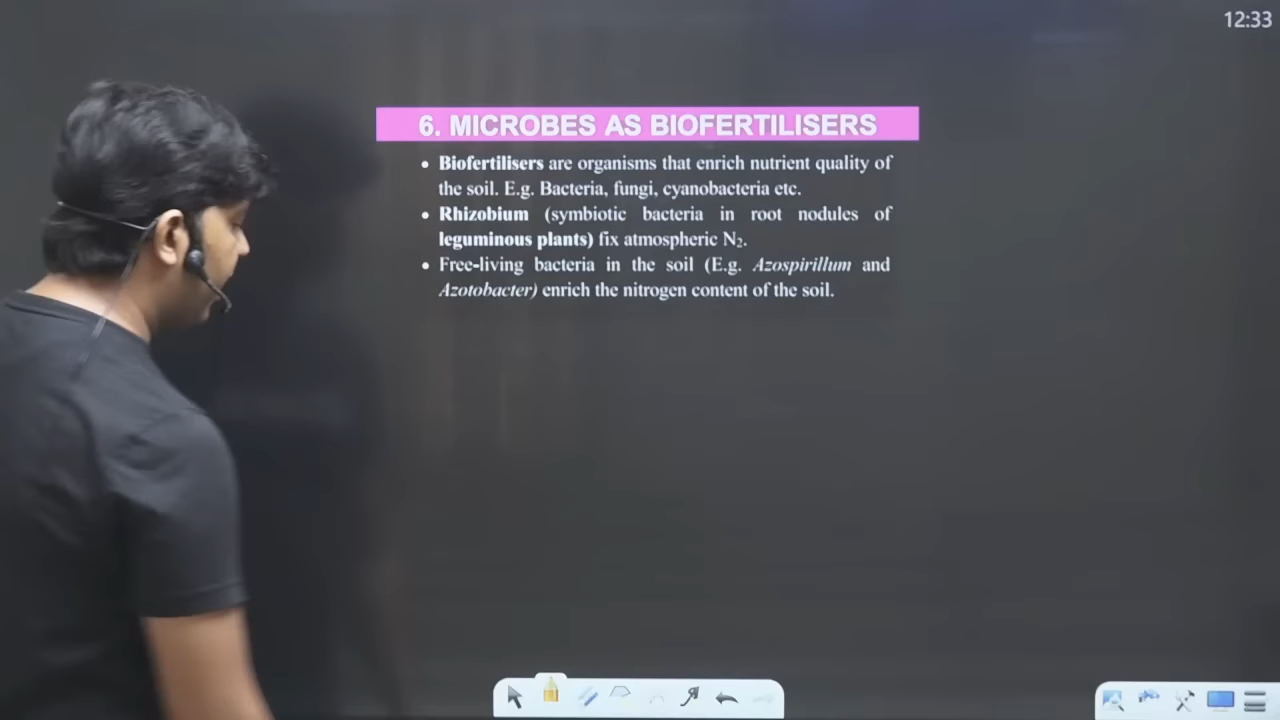 12:33
6. MICROBES AS BIOFERTILISERS
• Biofertilisers are organisms that enrich nutrient quality of
the soil. E.g. Bacteria, fungi, cyanobacteria etc.
• Rhizobium (symbiotic bacteria in root nodules of
leguminous plants) fix atmospheric N₂.
• Free-living bacteria in the soil (E.g. Azospirillum and
Azotobacter) enrich the nitrogen content of the soil.